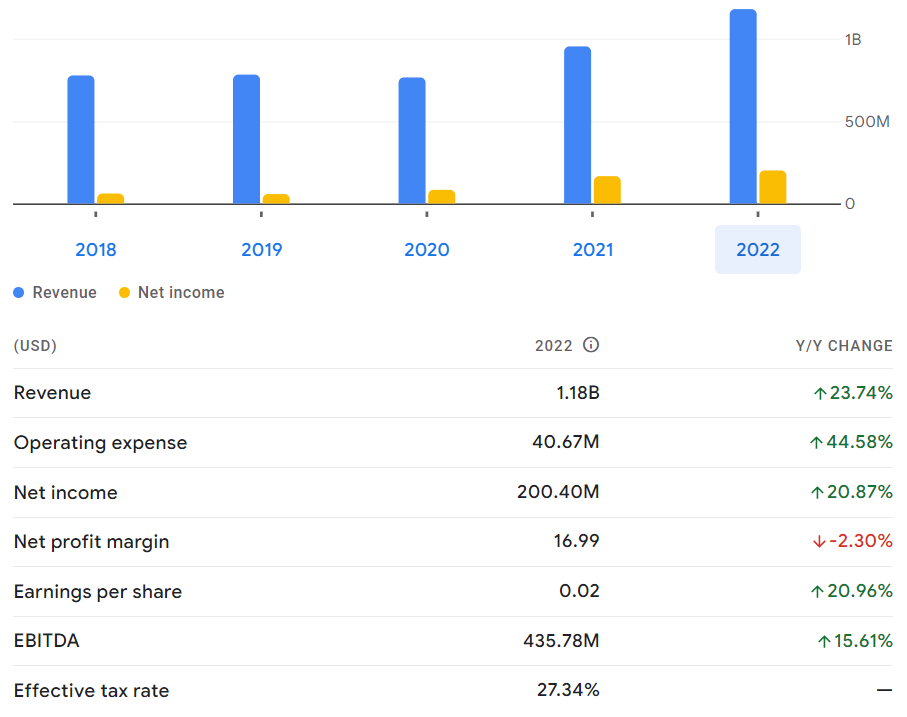 1B
500M
0
2018 2019 2020 2021 2022
Revenue Net income
(USD) 2022 Y/Y CHANGE
Revenue 1.18B ↑23.74%
Operating expense 40.67M ↑44.58%
Net income 200.40M ↑20.87%
Net profit margin 16.99 ↓-2.30%
Earnings per share 0.02 ↑20.96%
EBITDA 435.78M ↑15.61%
Effective tax rate 27.34% —